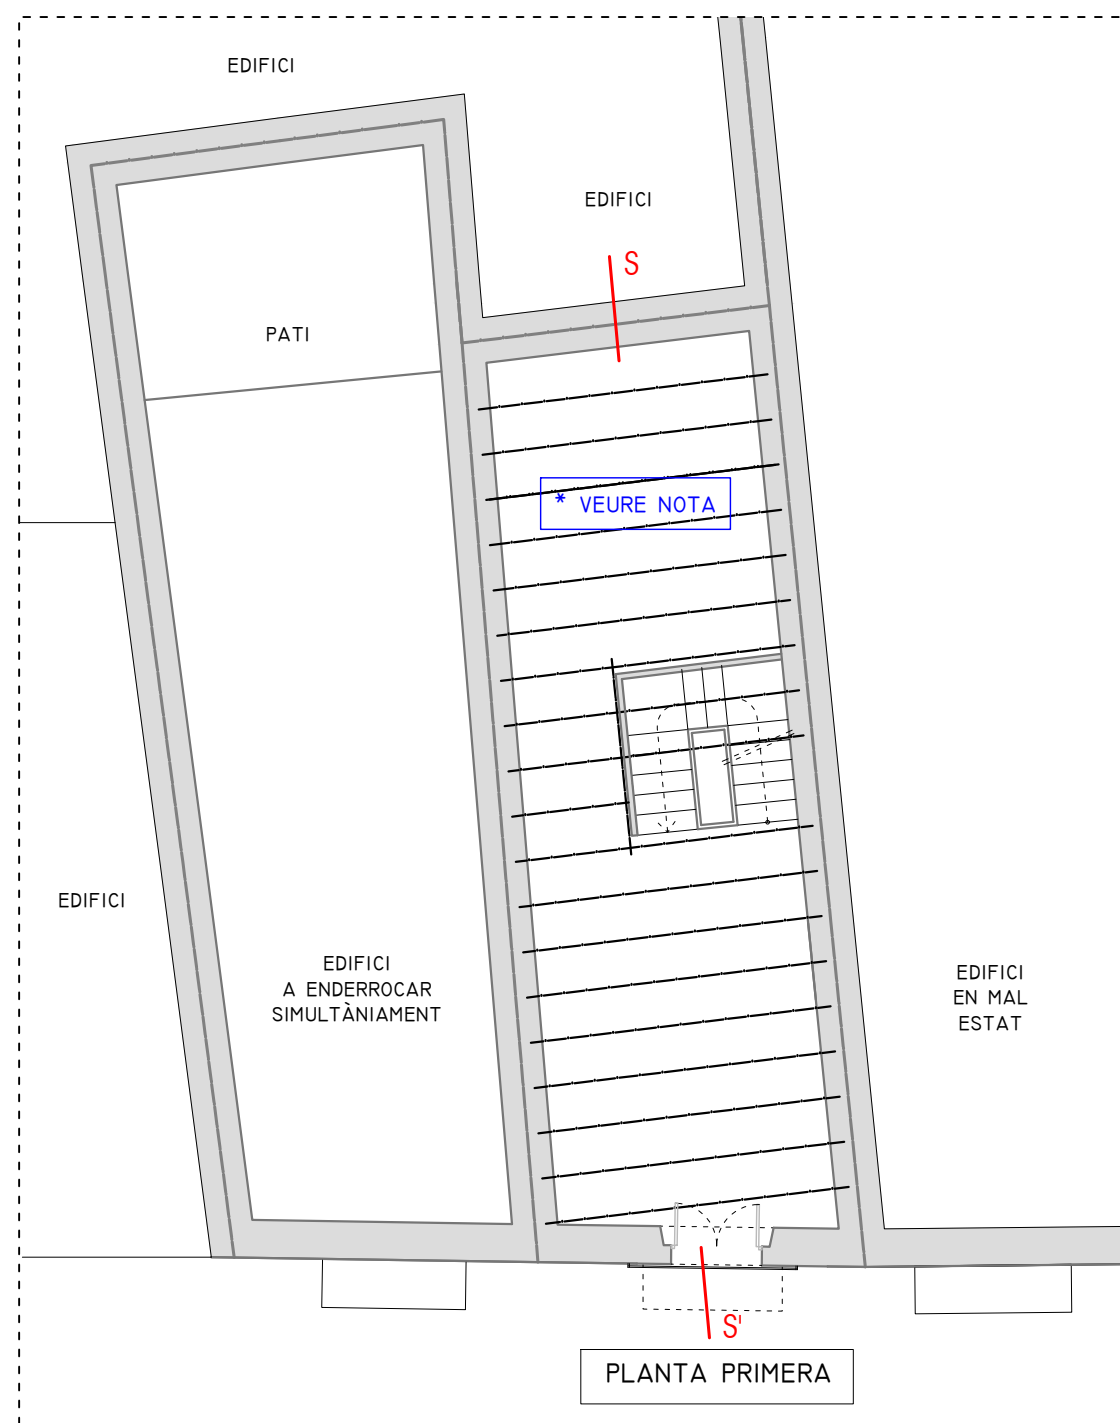 EDIFICI
EDIFICI
S
PATI
* VEURE NOTA
EDIFICI
EDIFICI
A ENDERROCAR
SIMULTÀNIAMENT
EDIFICI
EN MAL
ESTAT
S'
PLANTA PRIMERA